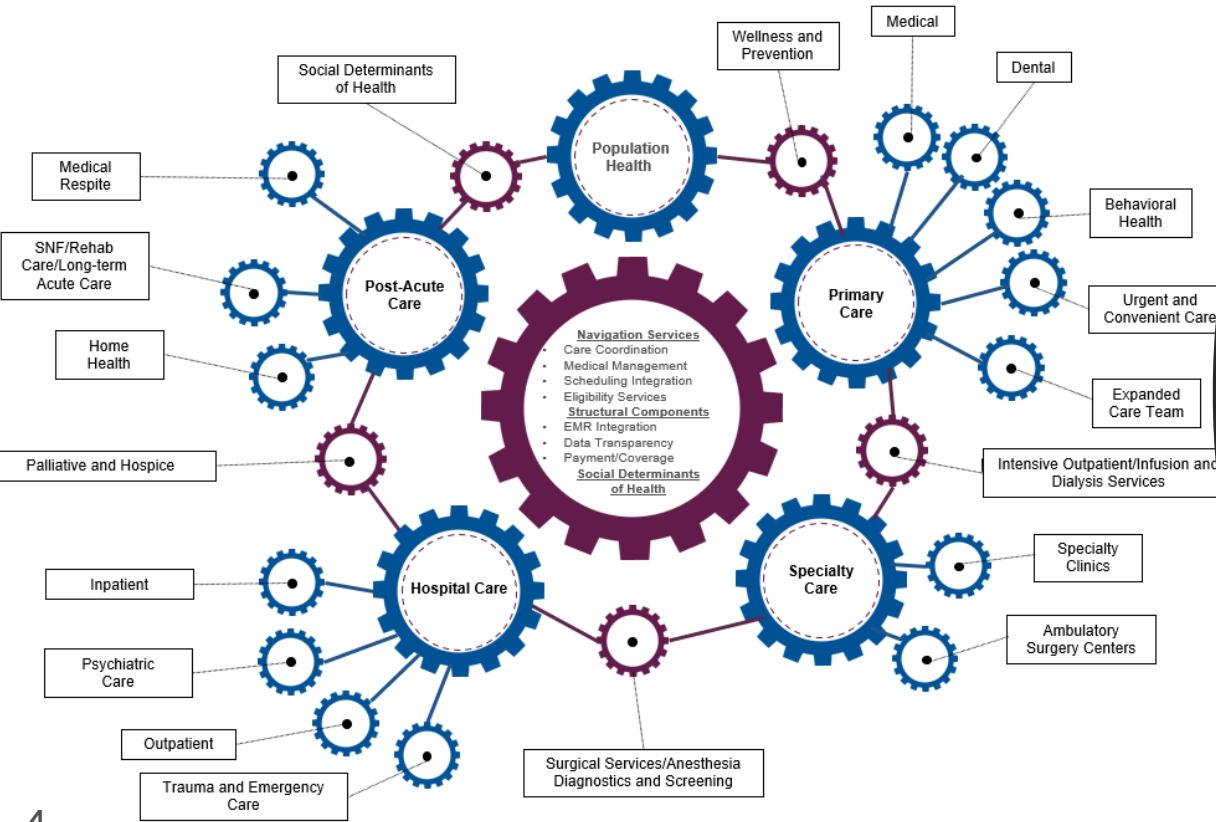 Medical
Wellness and
Prevention
Dental
Social Determinants
of Health
Population
Health
Medical
Respite
Behavioral
Health
SNF/Rehab
Care/Long-term
Acute Care
Post-Acute
Care
Primary
Care
Urgent and
Convenient Care
Home
Health
Navigation Services
▪ Care Coordination
▪ Medical Management
▪ Scheduling Integration
▪ Eligibility Services
Structural Components
▪ EMR Integration
▪ Data Transparency
▪ Payment/Coverage
Social Determinants
of Health
Expanded
Care Team
Palliative and Hospice
Intensive Outpatient/Infusion and
Dialysis Services
Inpatient
Hospital Care
Specialty
Care
Specialty
Clinics
Psychiatric
Care
Ambulatory
Surgery Centers
Outpatient
Surgical Services/Anesthesia
Diagnostics and Screening
Trauma and Emergency
Care
4